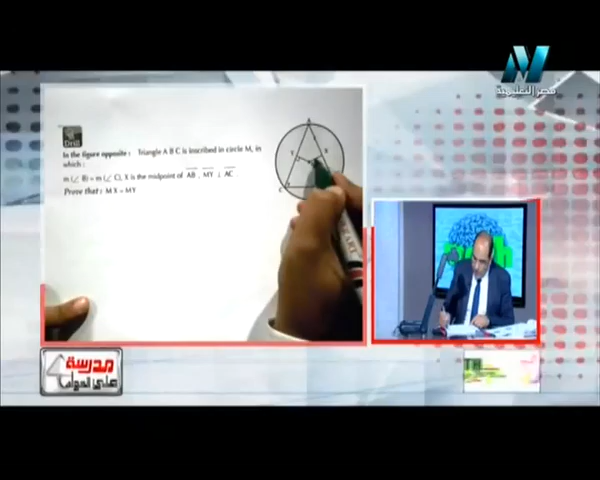 مصر التعليمية
Drill
In the figure opposite : Triangle A B C is inscribed in circle M, in
which :
m (∠ B) = m (∠ C), X is the midpoint of AB , MY ⊥ AC
Prove that : M X = MY
A
Y X
C
مدرسة
على الهواء